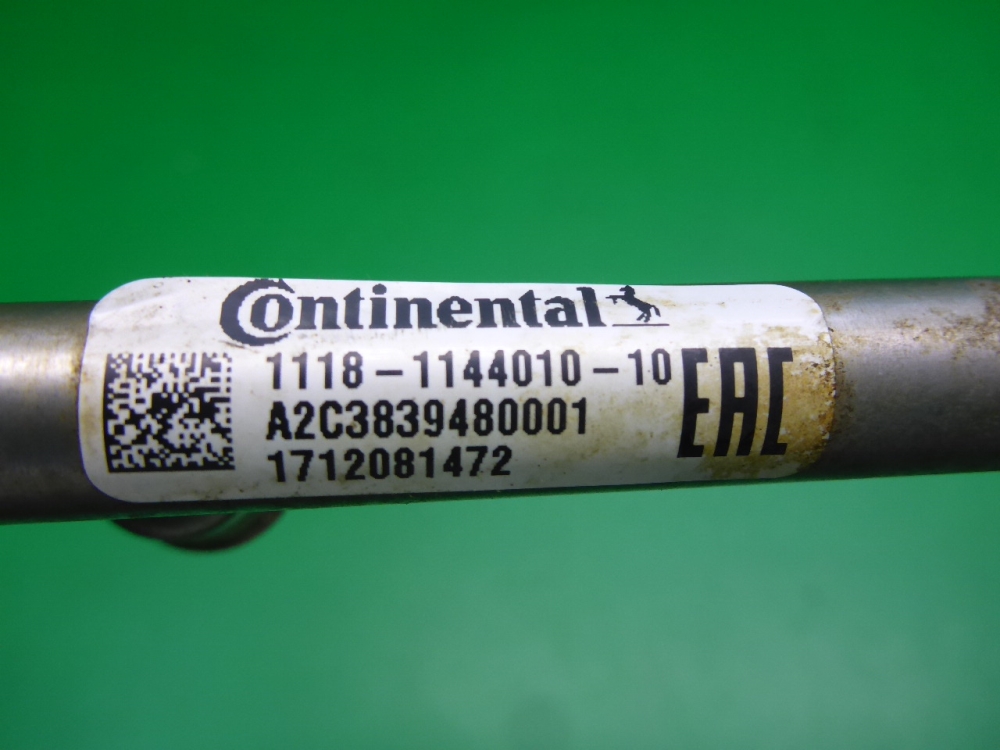 Continental
1118-1144010-10
A2C3839480001
1712081472
EAC